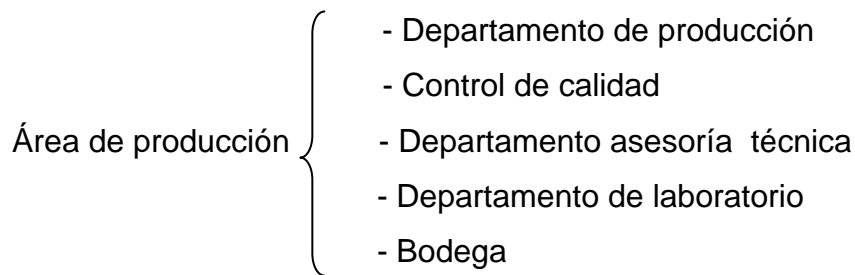 - Departamento de producción
- Control de calidad
Área de producción
- Departamento asesoría técnica
- Departamento de laboratorio
- Bodega